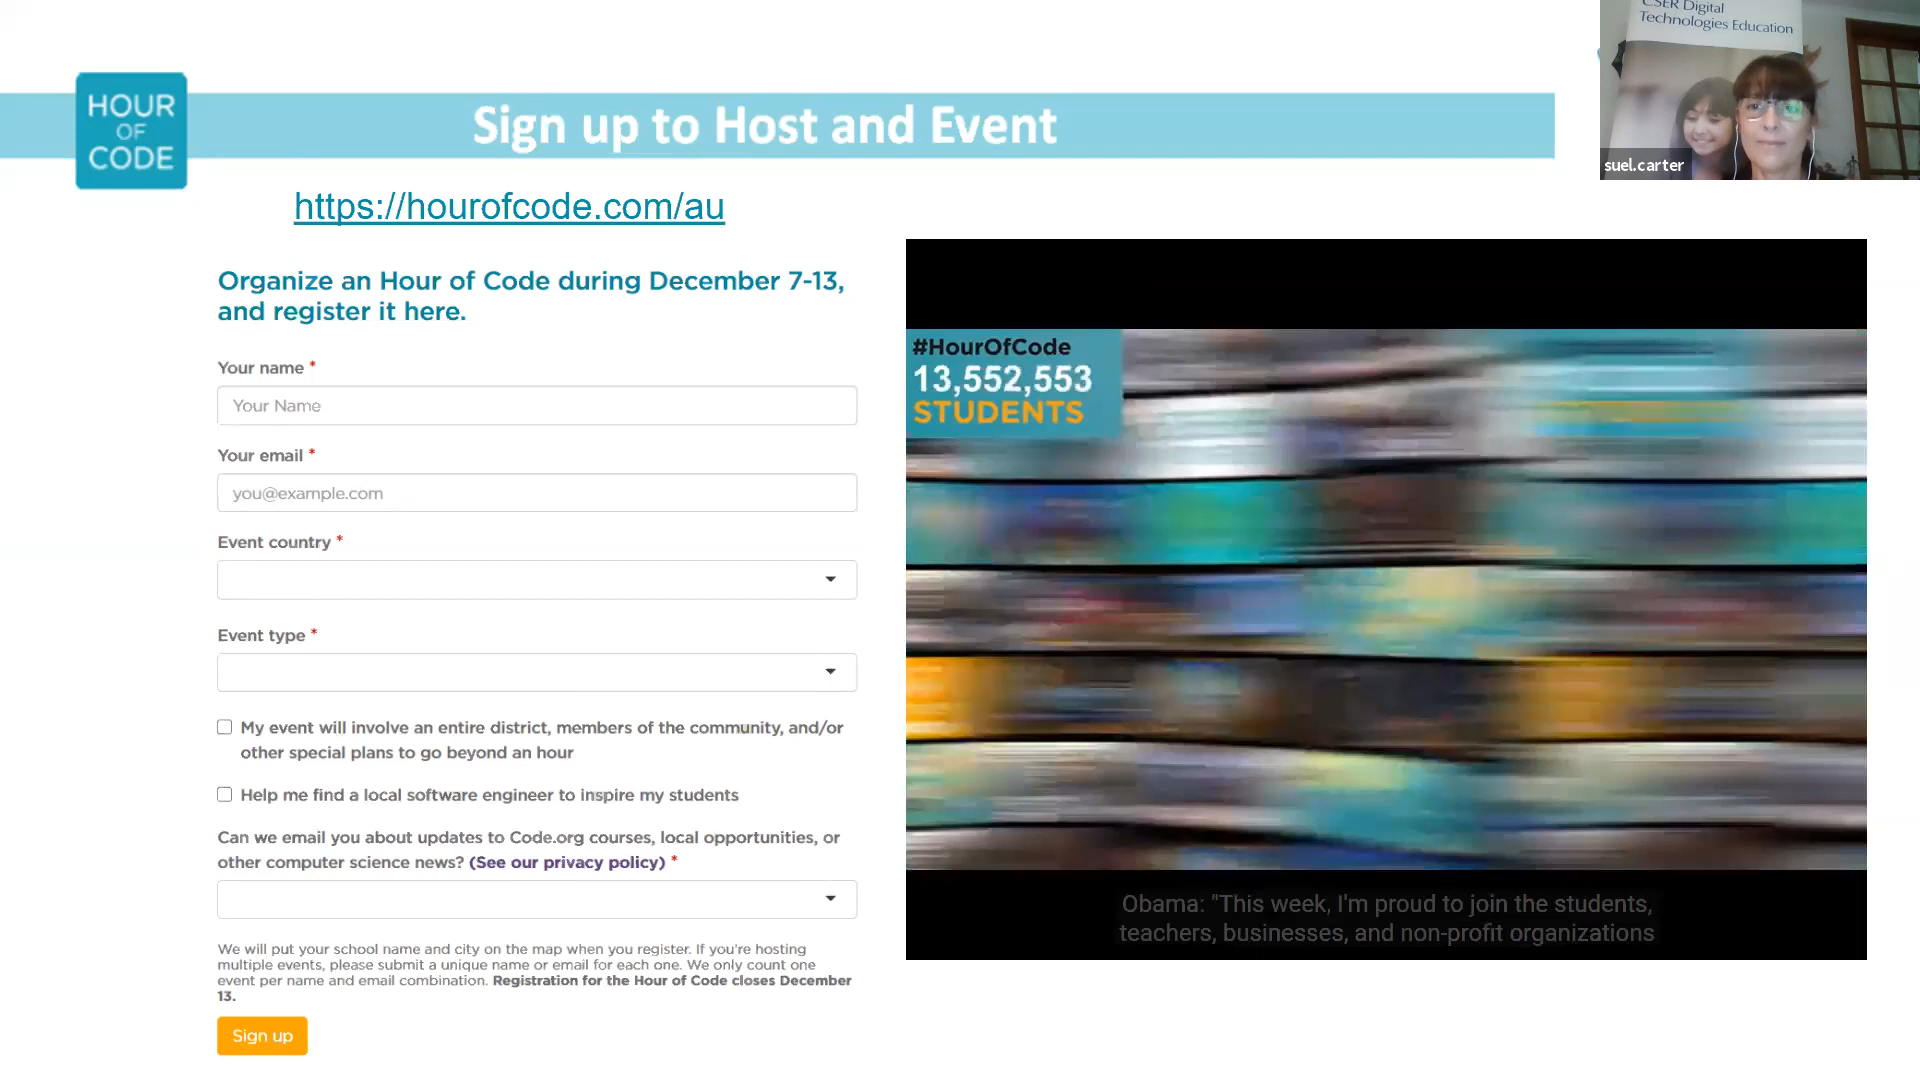 CSER Digital
Technologies Education
suel.carter
HOUR
OF
CODE
Sign up to Host and Event
https://hourofcode.com/au
Organize an Hour of Code during December 7-13,
and register it here.
Your name *
Your Name
Your email *
you@example.com
Event country *
Event type *
My event will involve an entire district, members of the community, and/or
other special plans to go beyond an hour
Help me find a local software engineer to inspire my students
Can we email you about updates to Code.org courses, local opportunities, or
other computer science news? (See our privacy policy) *
We will put your school name and city on the map when you register. If you're hosting
multiple events, please submit a unique name or email for each one. We only count one
event per name and email combination. Registration for the Hour of Code closes December
13.
Sign up
#HourOfCode
13,552,553
STUDENTS
Obama: "This week, I'm proud to join the students,
teachers, businesses, and non-profit organizations